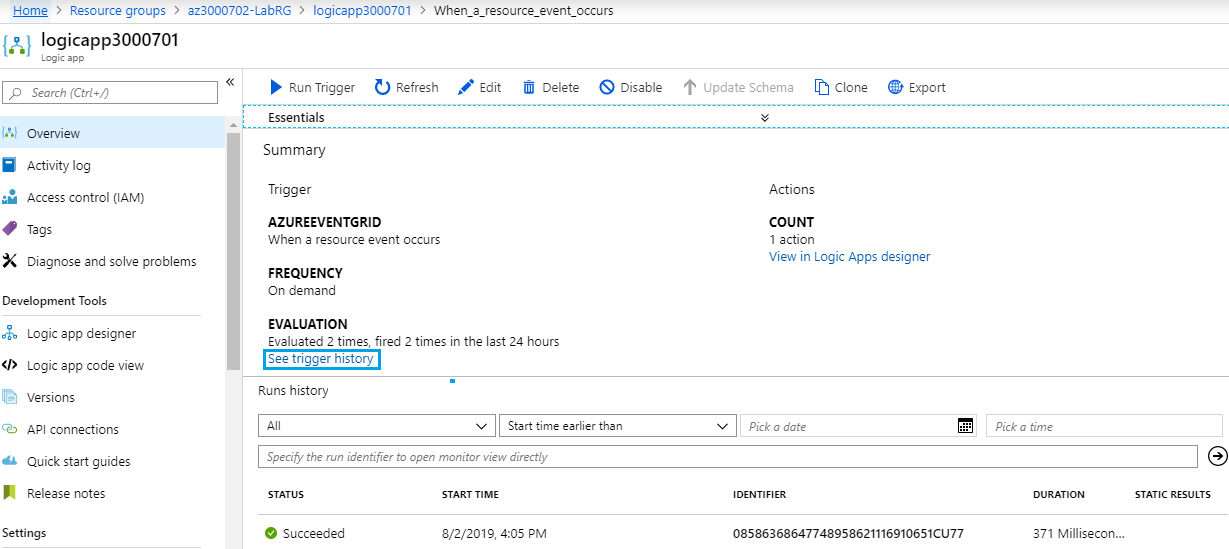 Home > Resource groups > az3000702-LabRG > logicapp3000701 > When_a_resource_event_occurs
logicapp3000701
Logic app
Search (Ctrl+/)
Overview
Activity log
Access control (IAM)
Tags
Diagnose and solve problems
Development Tools
Logic app designer
Logic app code view
Versions
API connections
Quick start guides
Release notes
Settings
Run Trigger Refresh Edit Delete Disable Update Schema Clone Export
Essentials
Summary
Trigger
AZUREEVENTGRID
When a resource event occurs
FREQUENCY
On demand
EVALUATION
Evaluated 2 times, fired 2 times in the last 24 hours
See trigger history
Actions
COUNT
1 action
View in Logic Apps designer
Runs history
All Start time earlier than Pick a date Pick a time
Specify the run identifier to open monitor view directly
STATUS START TIME IDENTIFIER DURATION STATIC RESULTS
Succeeded 8/2/2019, 4:05 PM 08586368647748958621116910651CU77 371 Millisecon...